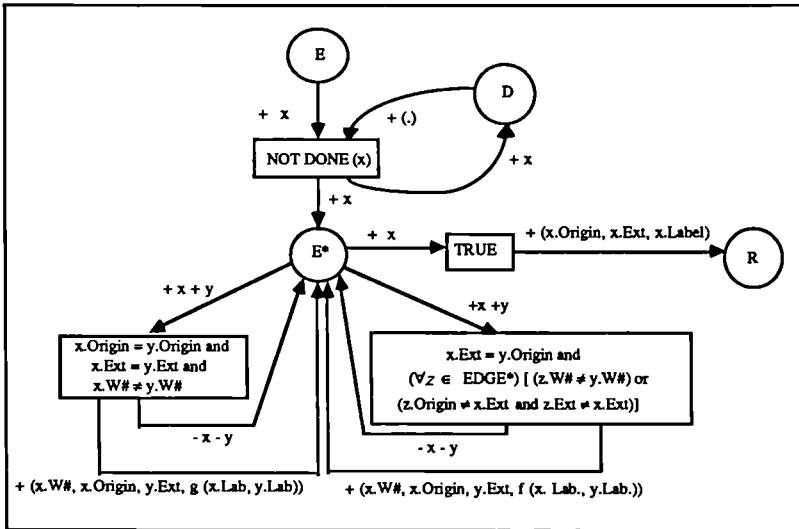 E
D
+ (.)
+ x
NOT DONE (x)
+ x
+ x
E*
+ x
TRUE
+ (x.Origin, x.Ext, x.Label)
R
+ x + y
+x +y
x.Origin = y.Origin and
x.Ext = y.Ext and
x.W# ≠ y.W#
x.Ext = y.Origin and
(∀z ∈ EDGE*) [ (z.W# ≠ y.W#) or
(z.Origin ≠ x.Ext and z.Ext ≠ x.Ext)]
- x - y
- x - y
+ (x.W#, x.Origin, y.Ext, g (x.Lab, y.Lab))
+ (x.W#, x.Origin, y.Ext, f (x. Lab., y.Lab.))